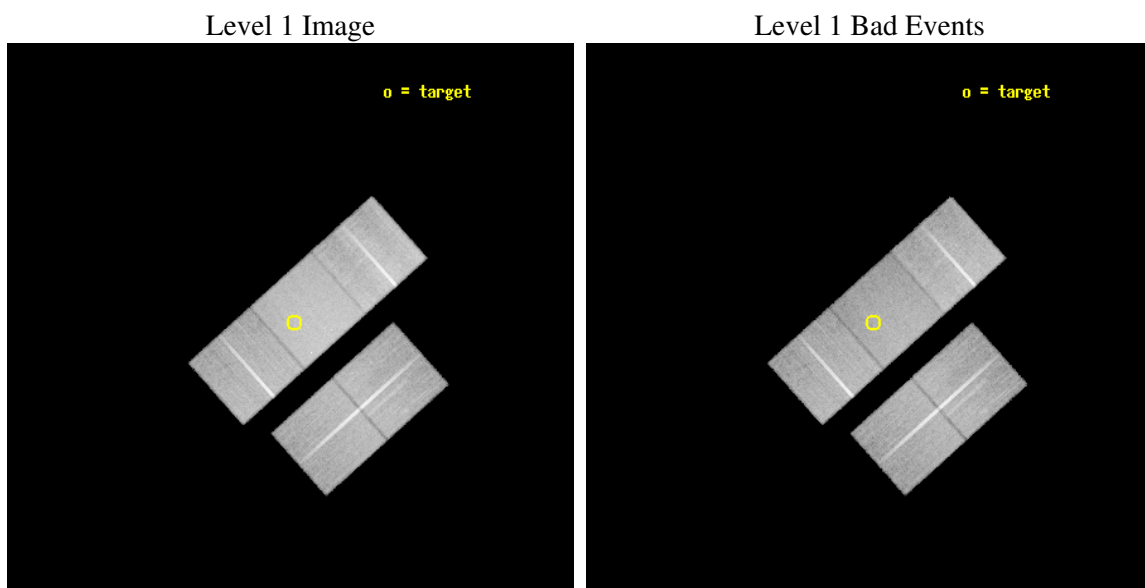 Level 1 Image
Level 1 Bad Events
o = target
o = target